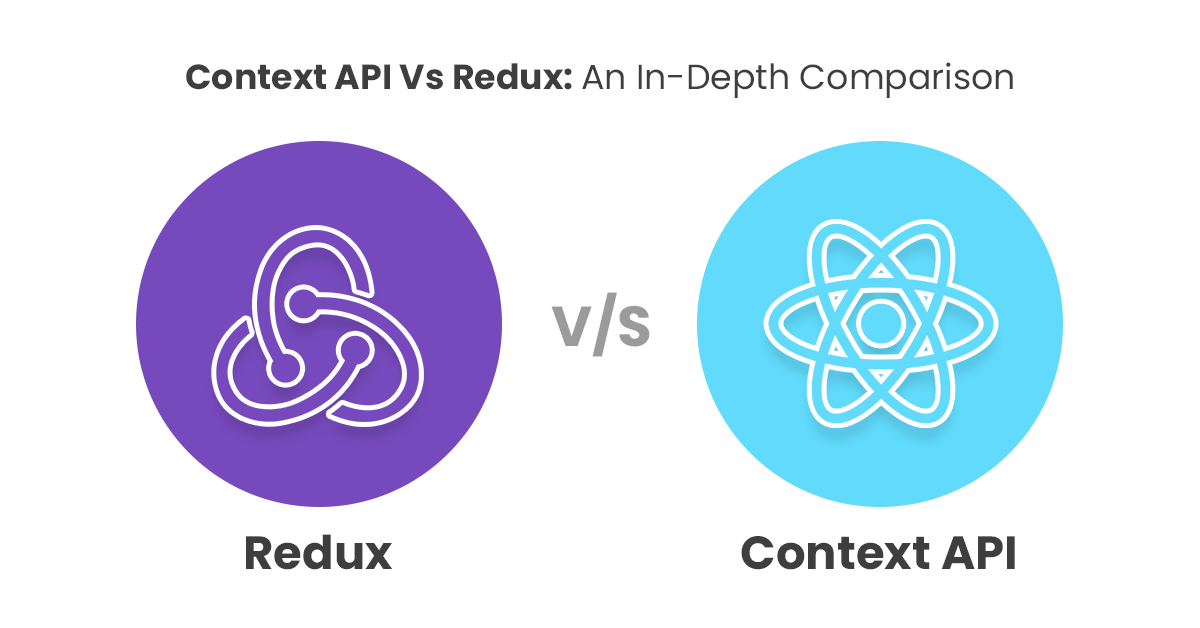 Context API Vs Redux: An In-Depth Comparison
V/S
Redux
Context API